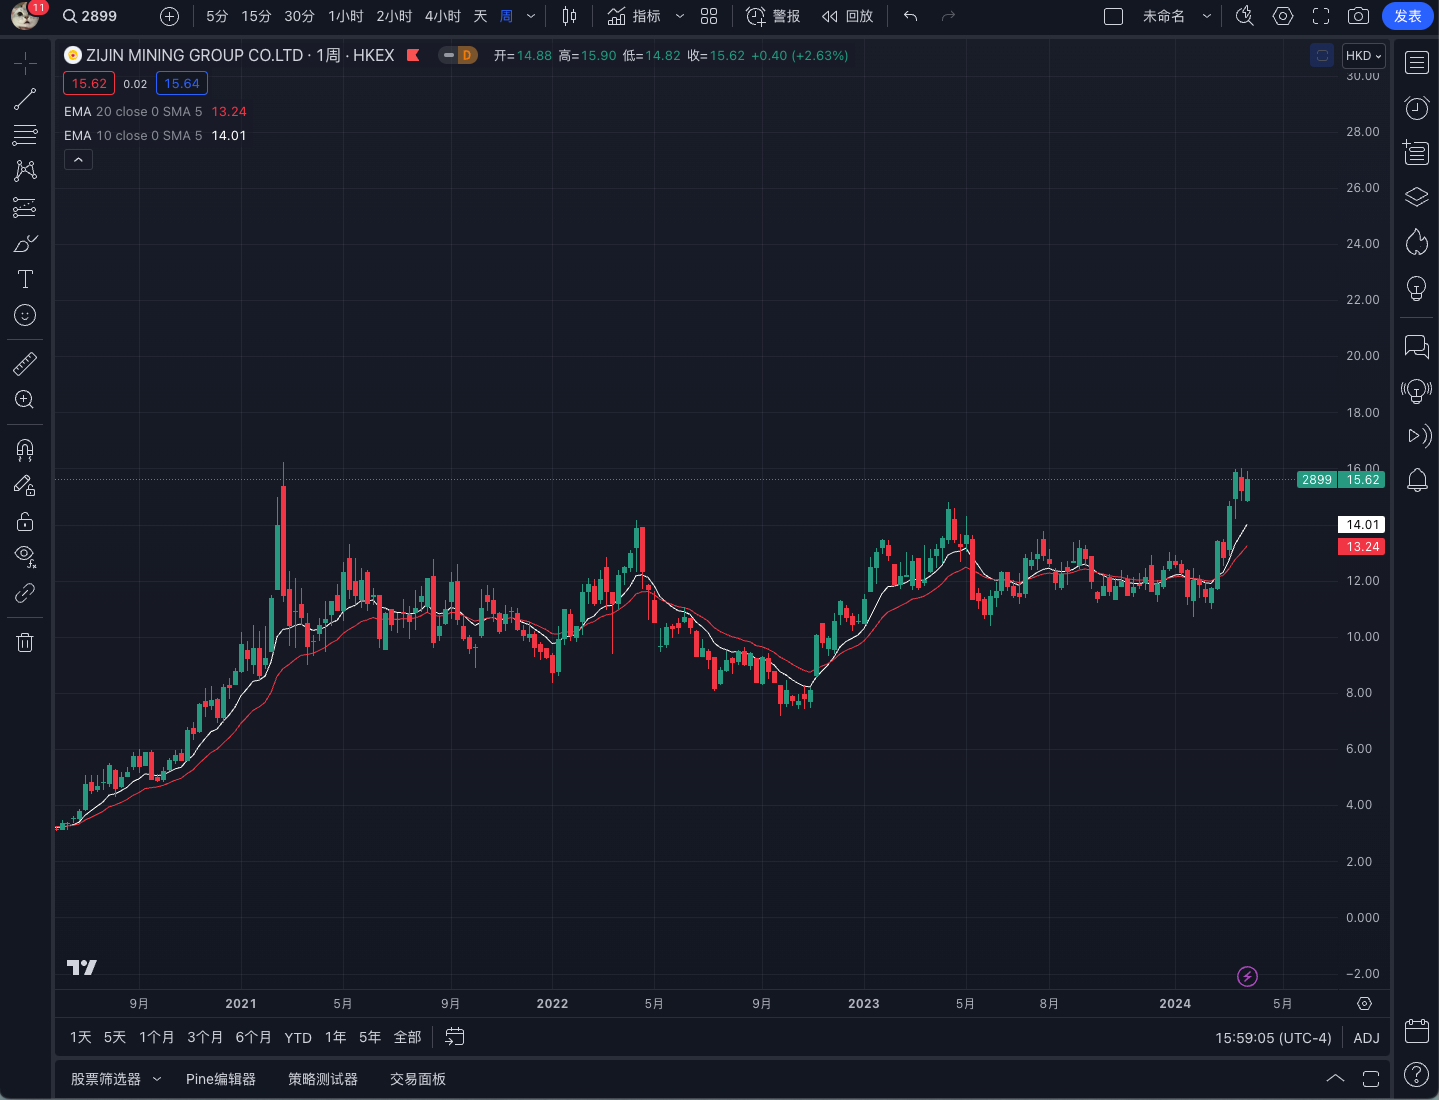 11
2899 5分 15分 30分 1小时 2小时 4小时 天 周 指标 警报 回放 未命名 发表
ZIJIN MINING GROUP CO.LTD · 1周 · HKEX D 开=14.88 高=15.90 低=14.82 收=15.62 +0.40 (+2.63%) HKD
15.62 0.02 15.64
EMA 20 close 0 SMA 5 13.24
EMA 10 close 0 SMA 5 14.01
30.00
28.00
26.00
24.00
22.00
20.00
18.00
16.00
2899 15.62
14.01
13.24
12.00
10.00
8.00
6.00
4.00
2.00
0.000
−2.00
9月 2021 5月 9月 2022 5月 9月 2023 5月 8月 2024 5月
1天 5天 1个月 3个月 6个月 YTD 1年 5年 全部 15:59:05 (UTC-4) ADJ
股票筛选器 Pine编辑器 策略测试器 交易面板